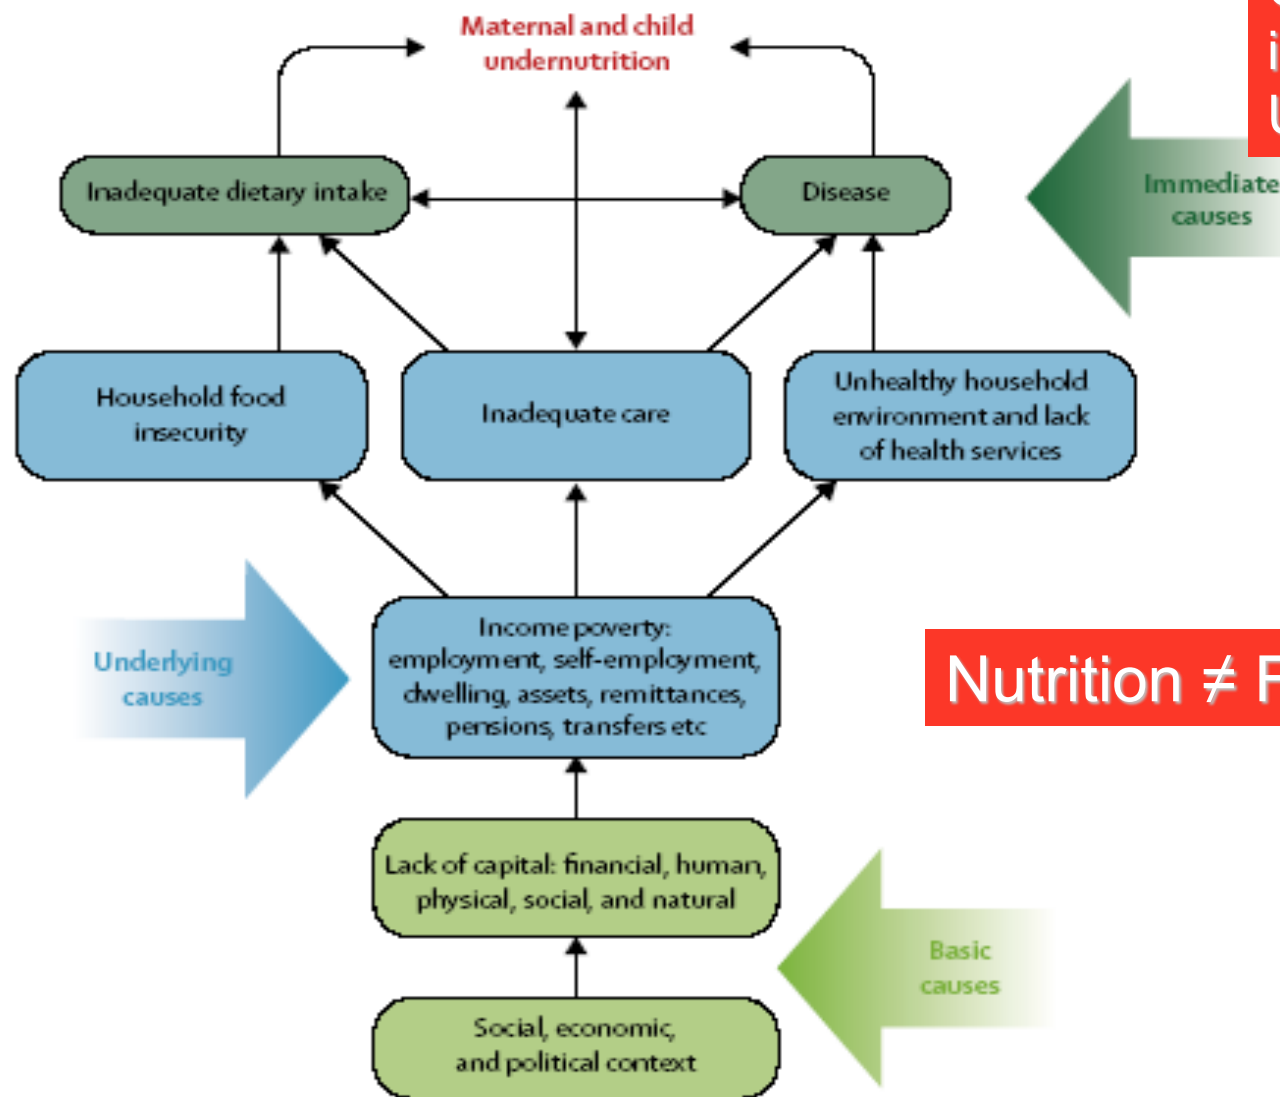 Maternal and child
undernutrition
Inadequate dietary intake
Disease
Immediate
causes
Household food
insecurity
Inadequate care
Unhealthy household
environment and lack
of health services
Underlying
causes
Income poverty:
employment, self-employment,
dwelling, assets, remittances,
pensions, transfers etc
Nutrition ≠ F
Lack of capital: financial, human,
physical, social, and natural
Basic
causes
Social, economic,
and political context